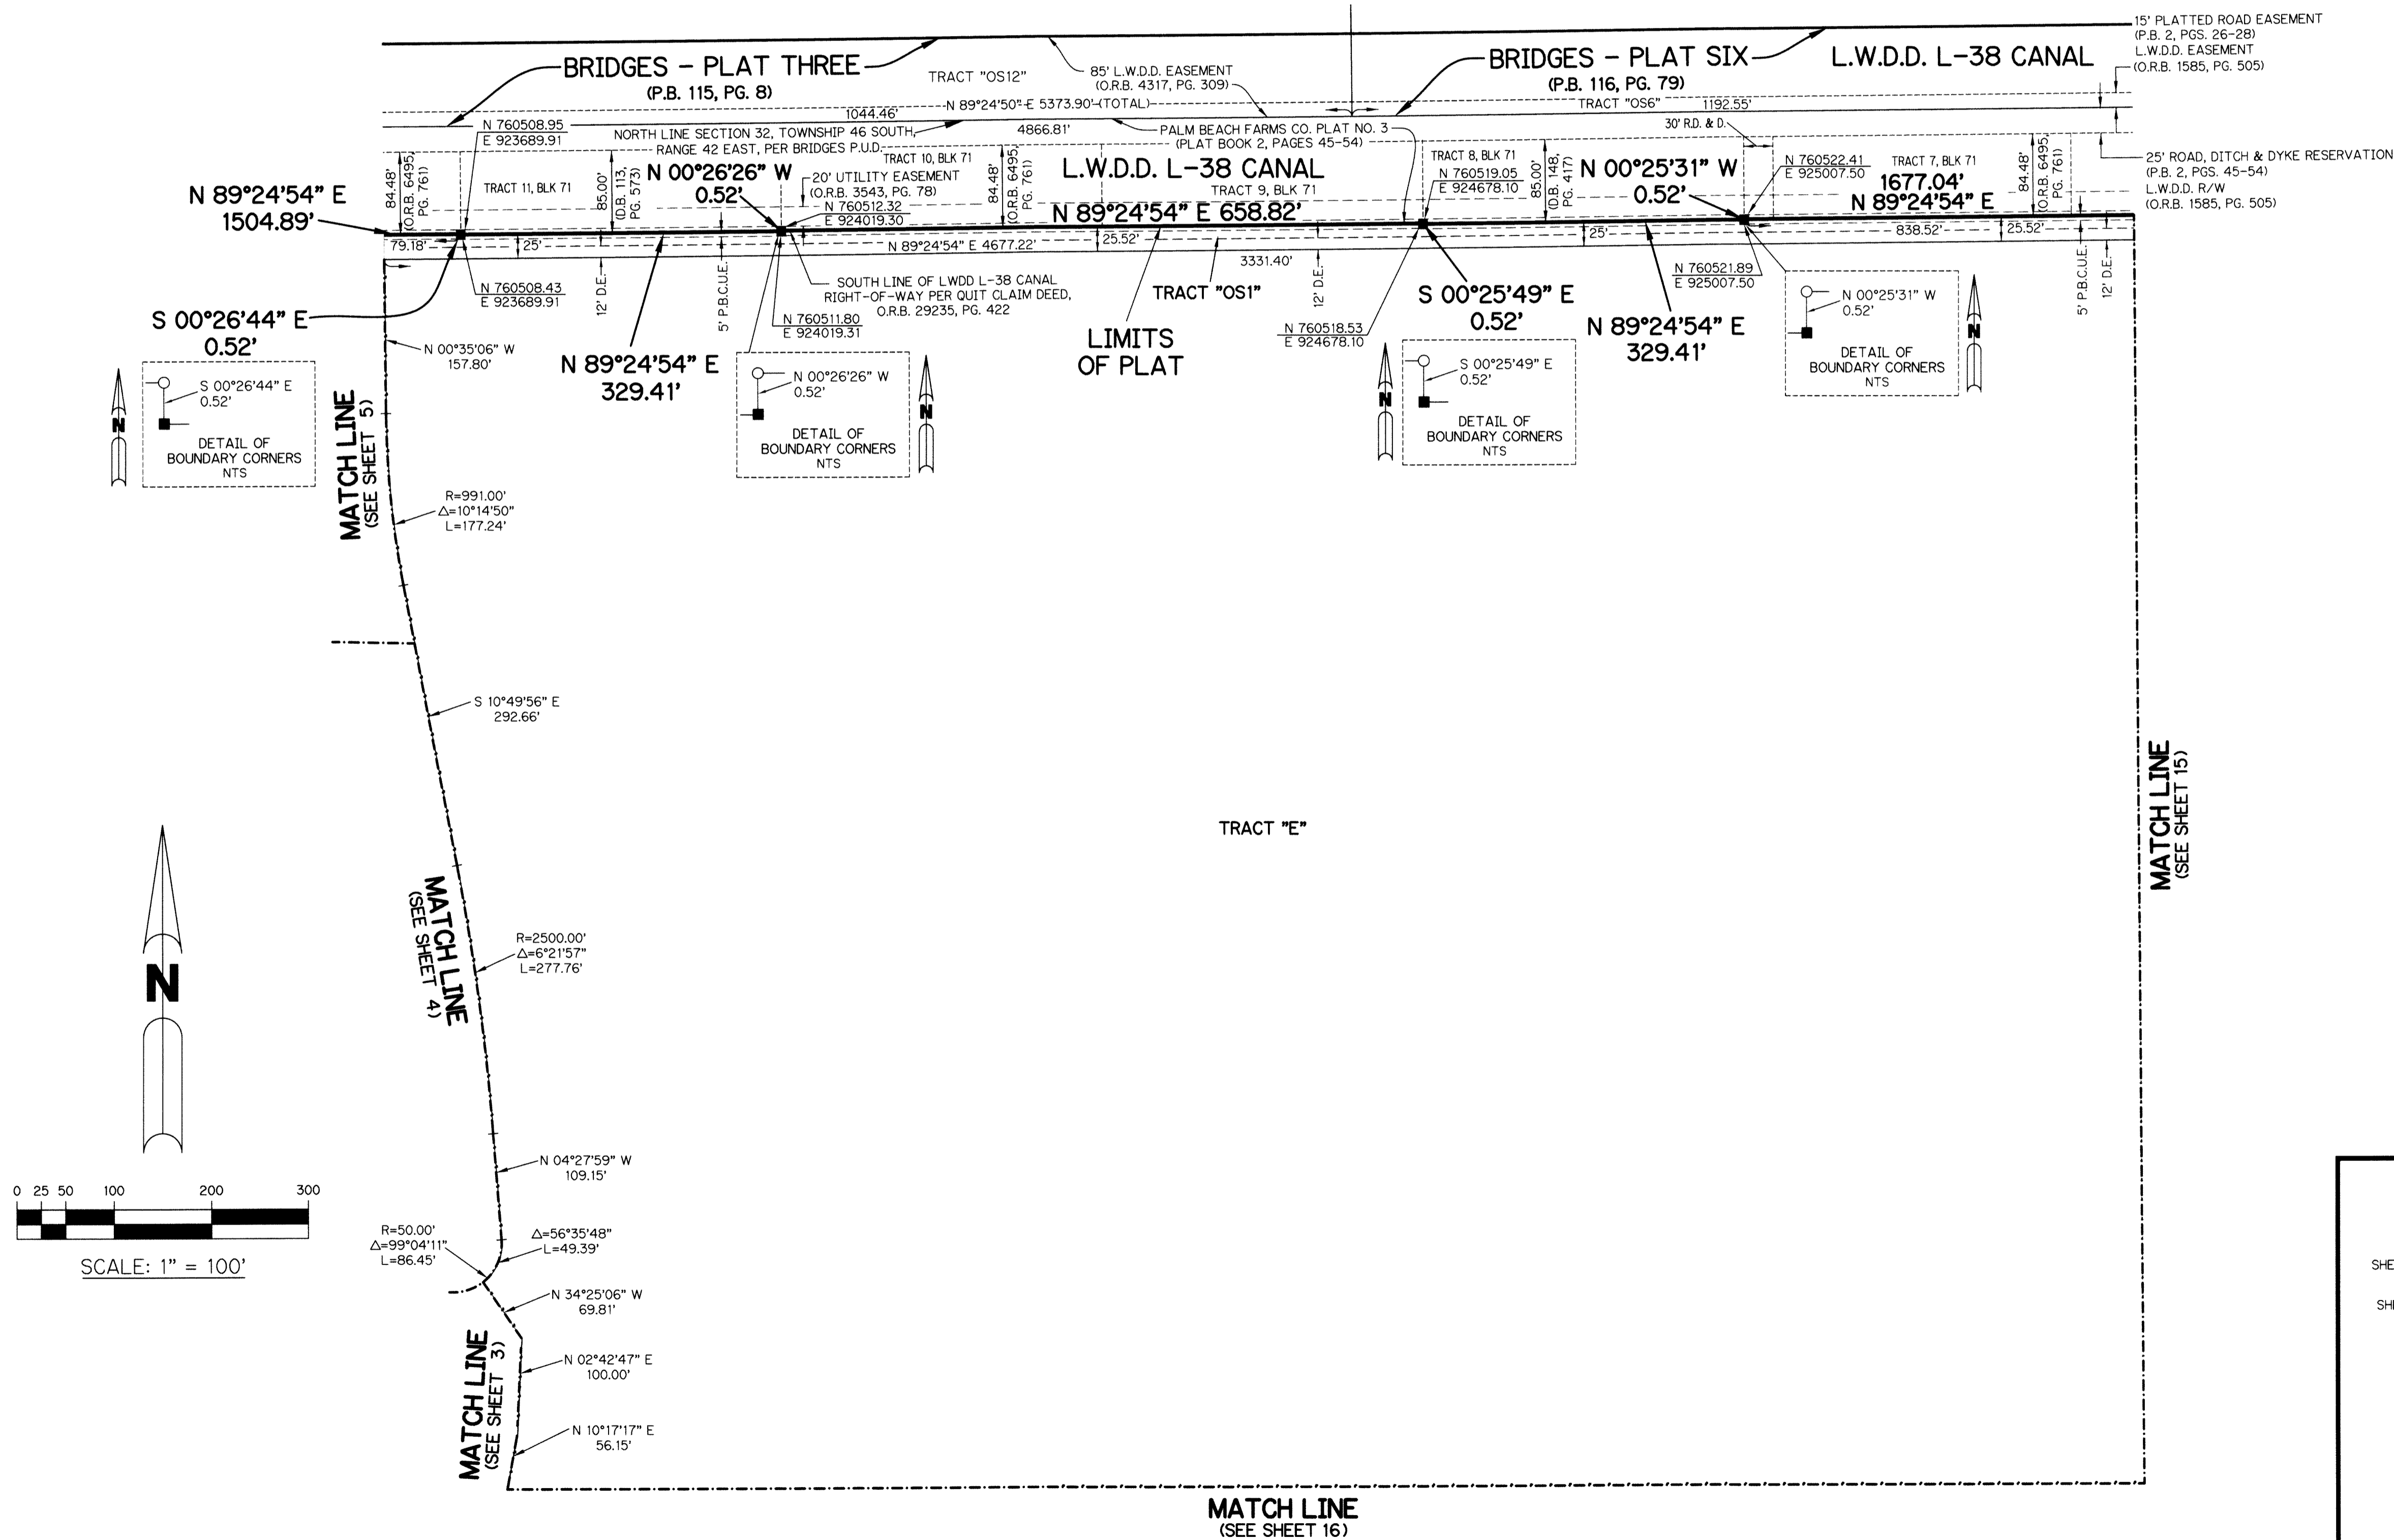 15' PLATTED ROAD EASEMENT
(P.B. 2, PGS. 26-28)
L.W.D.D. EASEMENT
(O.R.B. 1585, PG. 505)
BRIDGES - PLAT THREE
(P.B. 115, PG. 8)
TRACT "OS12"
85' L.W.D.D. EASEMENT
(O.R.B. 4317, PG. 309)
BRIDGES - PLAT SIX
(P.B. 116, PG. 79)
L.W.D.D. L-38 CANAL
N 89°24'50" E 5373.90' (TOTAL)
TRACT "OS6"
1192.55'
1044.46'
4866.81'
N 760508.95
E 923689.91
NORTH LINE SECTION 32, TOWNSHIP 46 SOUTH,
RANGE 42 EAST, PER BRIDGES P.U.D.
PALM BEACH FARMS CO. PLAT NO. 3
(PLAT BOOK 2, PAGES 45-54)
30' R.D. & D.
25' ROAD, DITCH & DYKE RESERVATION
(P.B. 2, PGS. 45-54)
L.W.D.D. R/W
(O.R.B. 1585, PG. 505)
84.48'
(O.R.B. 6495,
PG. 761)
TRACT 11, BLK 71
85.00'
(D.B. 113,
PG. 573)
N 00°26'26" W
0.52'
TRACT 10, BLK 71
20' UTILITY EASEMENT
(O.R.B. 3543, PG. 78)
N 760512.32
E 924019.30
84.48'
(O.R.B. 6495,
PG. 761)
L.W.D.D. L-38 CANAL
TRACT 9, BLK 71
N 89°24'54" E 658.82'
TRACT 8, BLK 71
N 760519.05
E 924678.10
85.00'
(D.B. 148,
PG. 417)
N 00°25'31" W
0.52'
N 760522.41
E 925007.50
TRACT 7, BLK 71
1677.04'
N 89°24'54" E
84.48'
(O.R.B. 6495,
PG. 761)
N 89°24'54" E
1504.89'
79.18'
25'
N 89°24'54" E 4677.22'
25.52'
3331.40'
25'
838.52'
25.52'
N 760508.43
E 923689.91
12' D.E.
5' P.B.C.U.E.
N 760511.80
E 924019.31
SOUTH LINE OF LWDD L-38 CANAL
RIGHT-OF-WAY PER QUIT CLAIM DEED,
O.R.B. 29235, PG. 422
TRACT "OS1"
12' D.E.
N 760518.53
E 924678.10
N 760521.89
E 925007.50
5' P.B.C.U.E.
12' D.E.
S 00°26'44" E
0.52'
N 89°24'54" E
329.41'
LIMITS
OF PLAT
S 00°25'49" E
0.52'
N 89°24'54" E
329.41'
N
S 00°26'44" E
0.52'
DETAIL OF
BOUNDARY CORNERS
NTS
N 00°26'26" W
0.52'
DETAIL OF
BOUNDARY CORNERS
NTS
N
N
S 00°25'49" E
0.52'
DETAIL OF
BOUNDARY CORNERS
NTS
N 00°25'31" W
0.52'
DETAIL OF
BOUNDARY CORNERS
NTS
N
N 00°35'06" W
157.80'
MATCH LINE
(SEE SHEET 5)
R=991.00'
Δ=10°14'50"
L=177.24'
S 10°49'56" E
292.66'
TRACT "E"
MATCH LINE
(SEE SHEET 15)
MATCH LINE
(SEE SHEET 4)
R=2500.00'
Δ=6°21'57"
L=277.76'
N
0 25 50 100 200 300
SCALE: 1" = 100'
N 04°27'59" W
109.15'
R=50.00'
Δ=99°04'11"
L=86.45'
Δ=56°35'48"
L=49.39'
N 34°25'06" W
69.81'
MATCH LINE
(SEE SHEET 3)
N 02°42'47" E
100.00'
N 10°17'17" E
56.15'
MATCH LINE
(SEE SHEET 16)